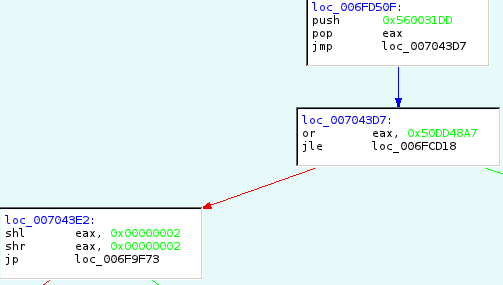 loc_006FD50F:
push 0x560031DD
pop eax
jmp loc_007043D7
loc_007043D7:
or eax, 0x50DD48A7
jle loc_006FCD18
loc_007043E2:
shl eax, 0x00000002
shr eax, 0x00000002
jp loc_006F9F73